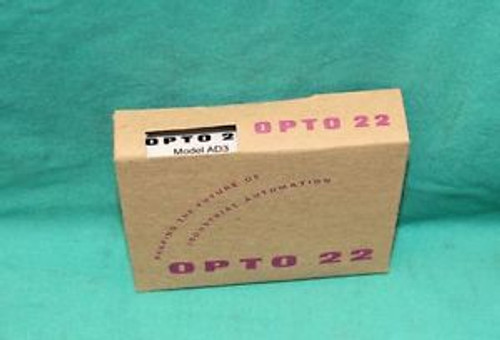 OPTO 2
Model AD3
OPTO 22
SHAPING THE FUTURE OF
INDUSTRIAL AUTOMATION
OPTO 22